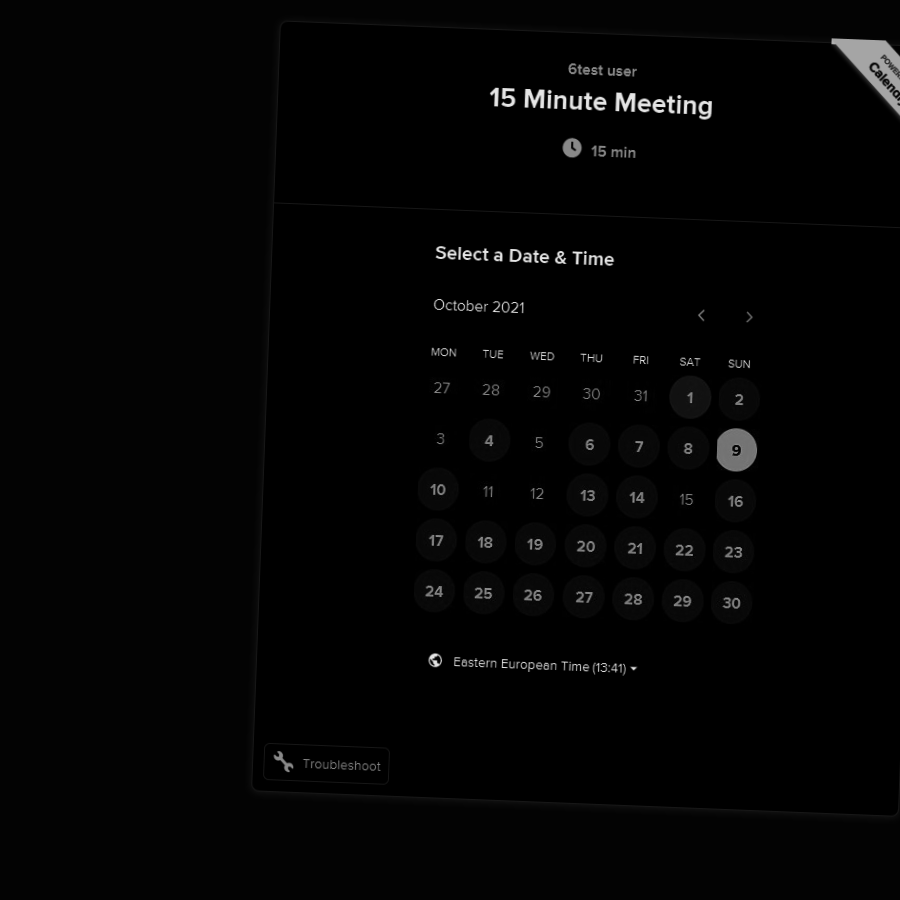 6test user
15 Minute Meeting
15 min
Select a Date & Time
October 2021
MON TUE WED THU FRI SAT SUN
27 28 29 30 31 1 2
3 4 5 6 7 8 9
10 11 12 13 14 15 16
17 18 19 20 21 22 23
24 25 26 27 28 29 30
Eastern European Time (13:41)
Troubleshoot